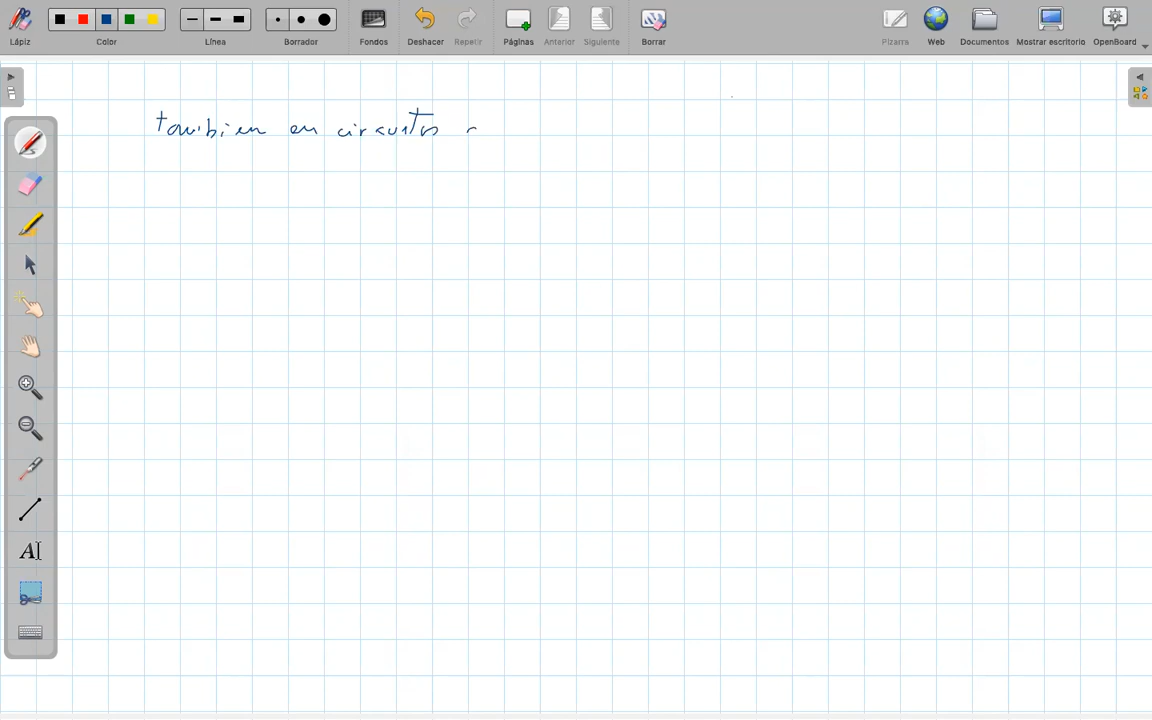 Lápiz Color Línea Borrador Fondos Deshacer Repetir Páginas Anterior Siguiente Borrar Pizarra Web Documentos Mostrar escritorio OpenBoard
tambien en circuitos
A